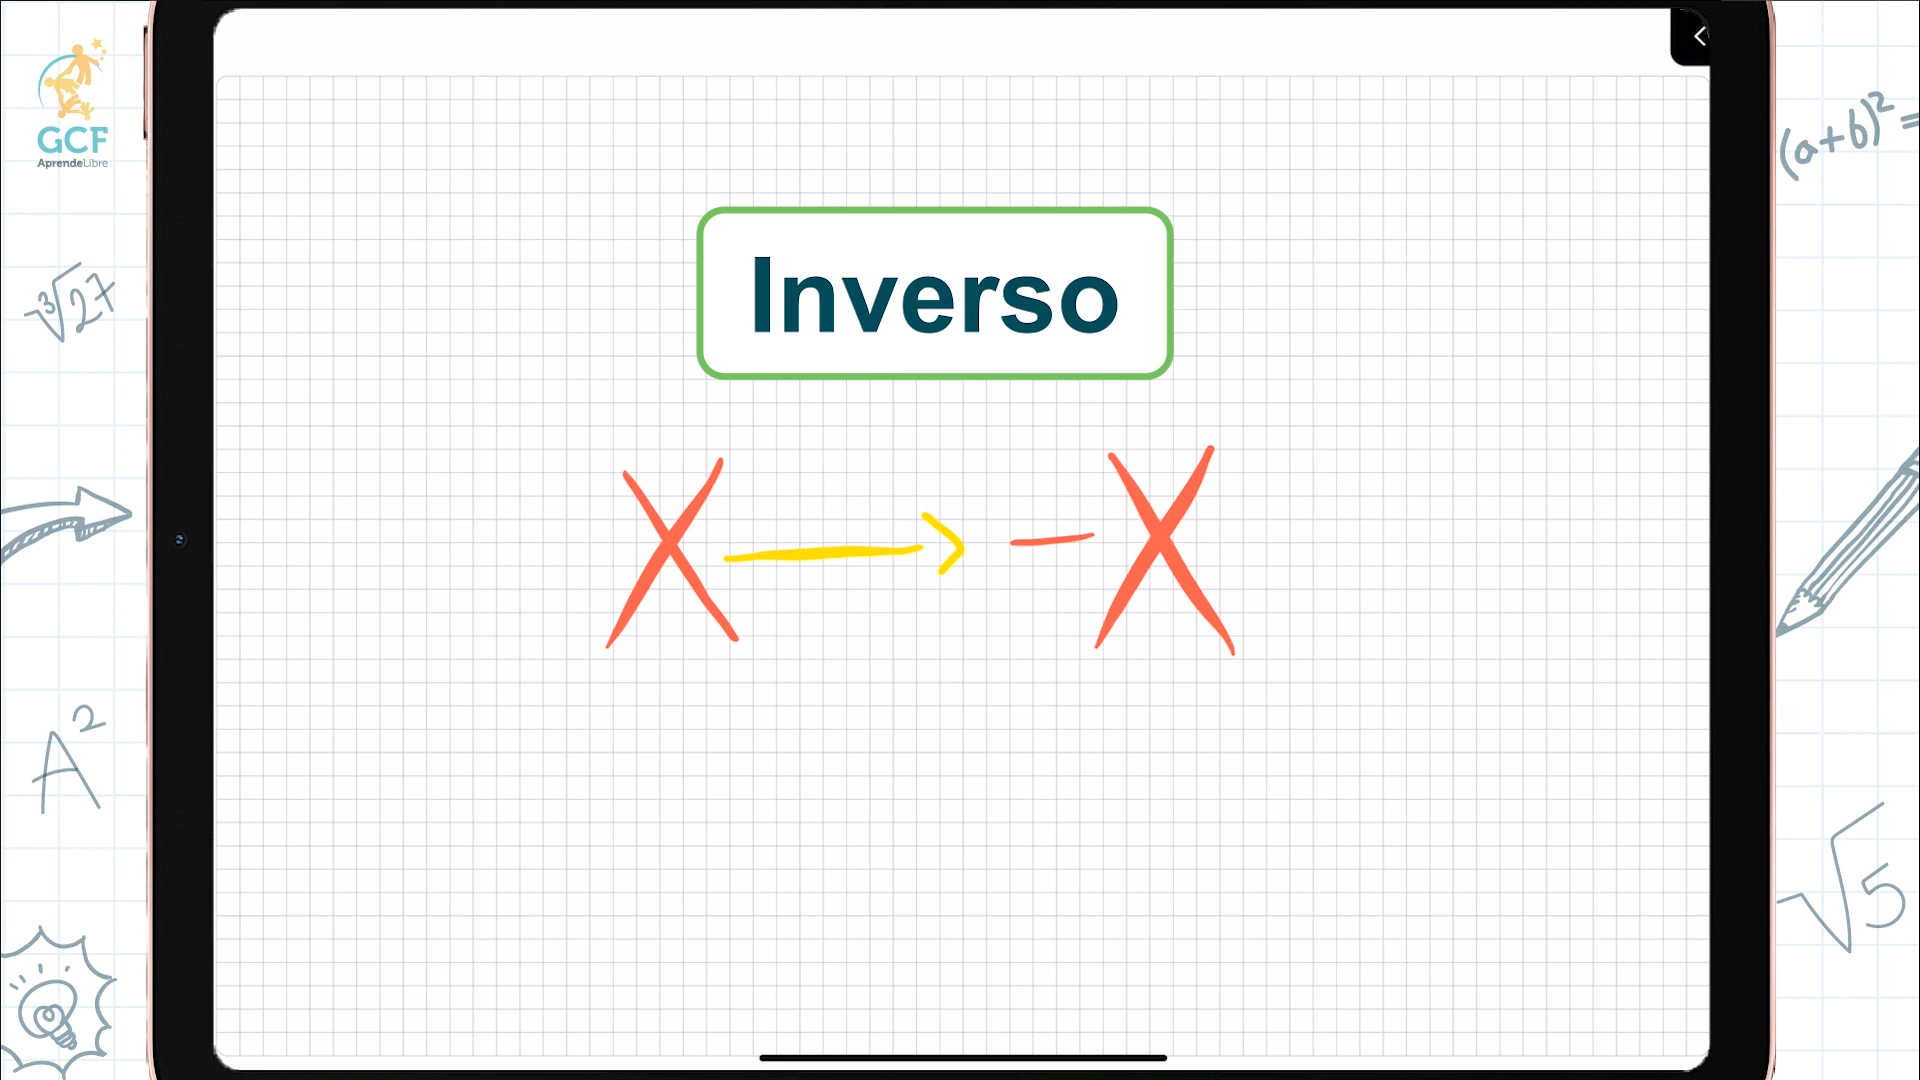 GCF
AprendeLibre
(a+b)²=
∛27
Inverso
X → -X
A²
√5